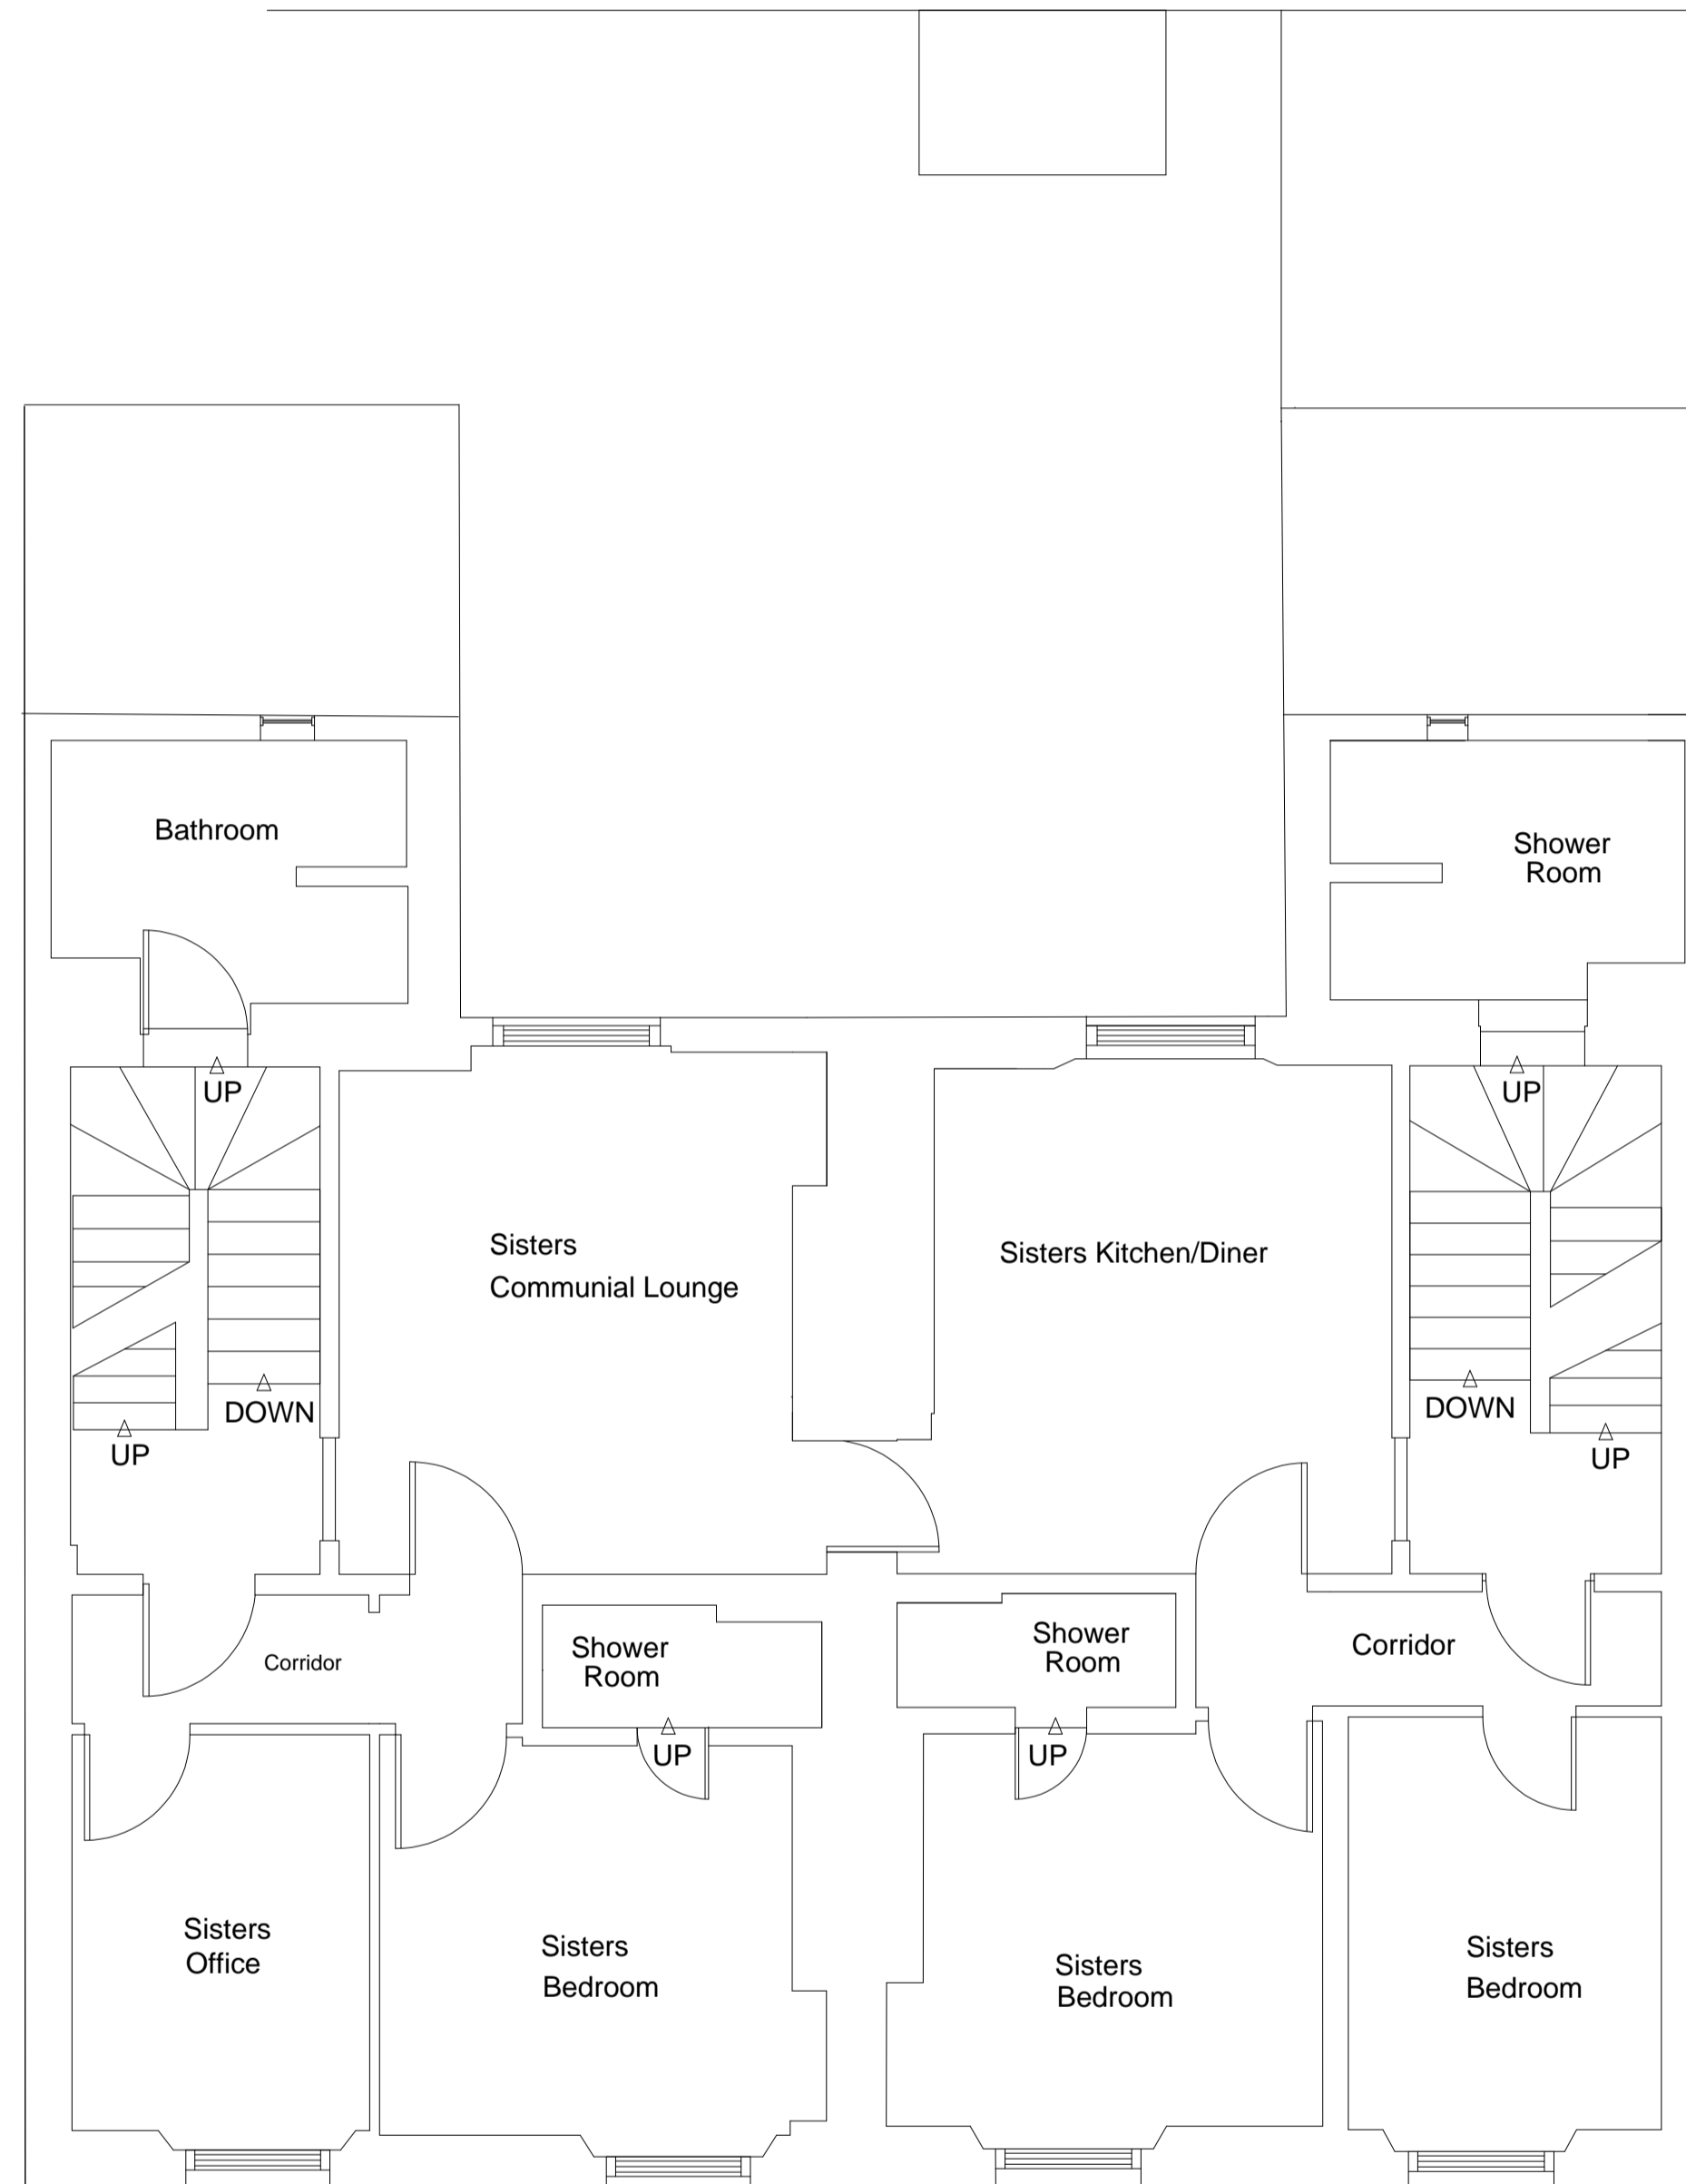 Bathroom
Shower
Room
UP
UP
Sisters
Communial Lounge
Sisters Kitchen/Diner
DOWN
UP
DOWN
UP
Corridor
Shower
Room
Shower
Room
Corridor
UP
UP
Sisters
Office
Sisters
Bedroom
Sisters
Bedroom
Sisters
Bedroom